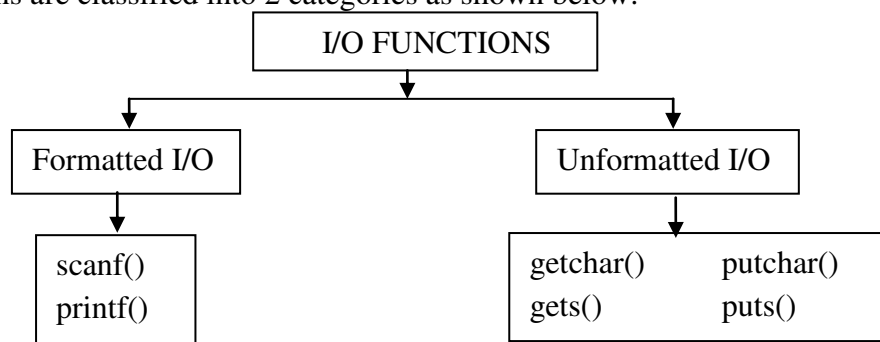 are classified into 2 categories as shown below:
I/O FUNCTIONS
Formatted I/O
Unformatted I/O
scanf()
printf()
getchar() putchar()
gets() puts()